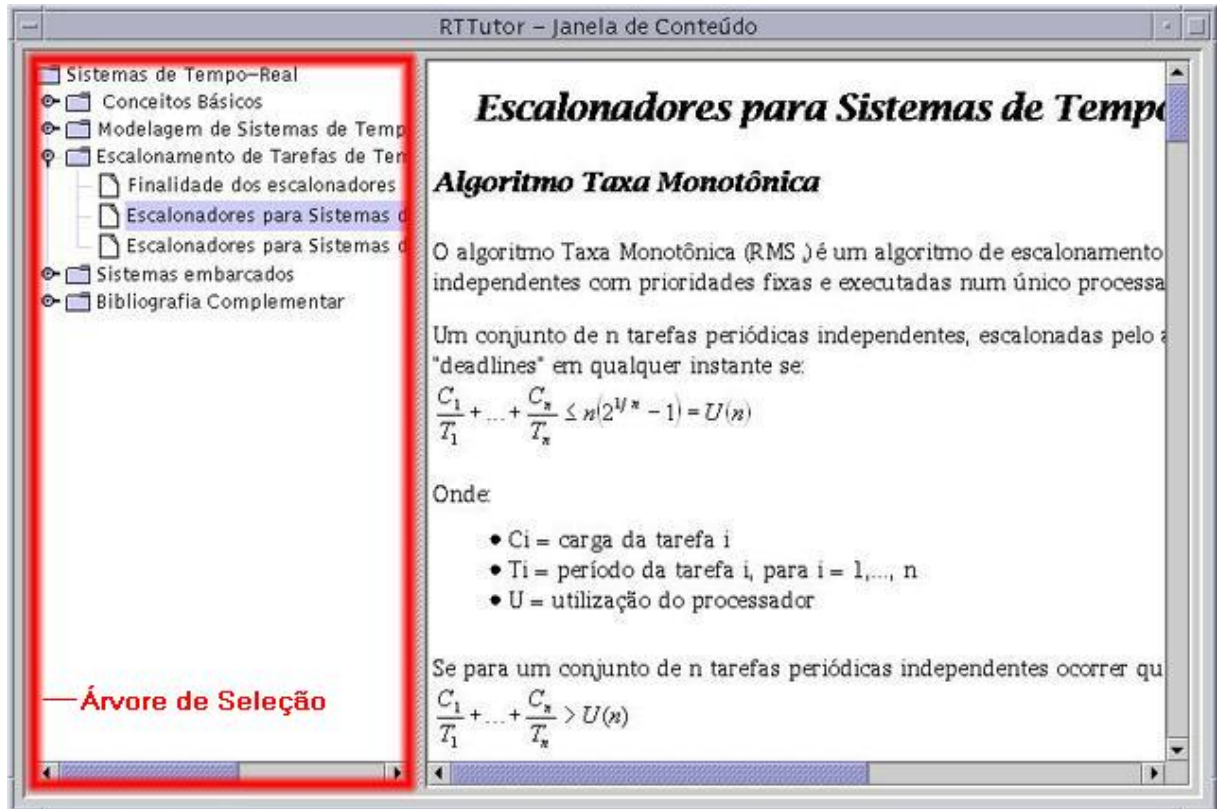 RTTutor – Janela de Conteúdo
Sistemas de Tempo-Real
Conceitos Básicos
Modelagem de Sistemas de Temp
Escalonamento de Tarefas de Ten
Finalidade dos escalonadores
Escalonadores para Sistemas d
Escalonadores para Sistemas d
Sistemas embarcados
Bibliografia Complementar
Árvore de Seleção
Escalonadores para Sistemas de Tempo
Algoritmo Taxa Monotônica
O algoritmo Taxa Monotônica (RMS ,) é um algoritmo de escalonamento
independentes com prioridades fixas e executadas num único processa
Um conjunto de n tarefas periódicas independentes, escalonadas pelo a
"deadlines" em qualquer instante se:
C₁/T₁ + ... + Cₙ/Tₙ ≤ n(2^(1/n) − 1) = U(n)
Onde:
• Ci = carga da tarefa i
• Ti = período da tarefa i, para i = 1,..., n
• U = utilização do processador
Se para um conjunto de n tarefas periódicas independentes ocorrer qu
C₁/T₁ + ... + Cₙ/Tₙ > U(n)